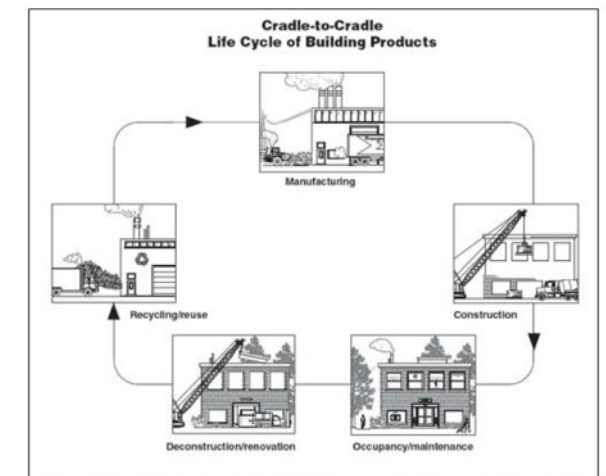 Cradle-to-Cradle
Life Cycle of Building Products
Manufacturing
Recycling/reuse
Construction
Deconstruction/renovation
Occupancy/maintenance